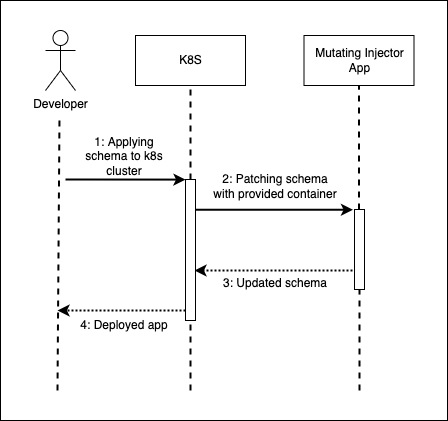 K8S
Mutating Injector
App
Developer
1: Applying
schema to k8s
cluster
2: Patching schema
with provided container
3: Updated schema
4: Deployed app